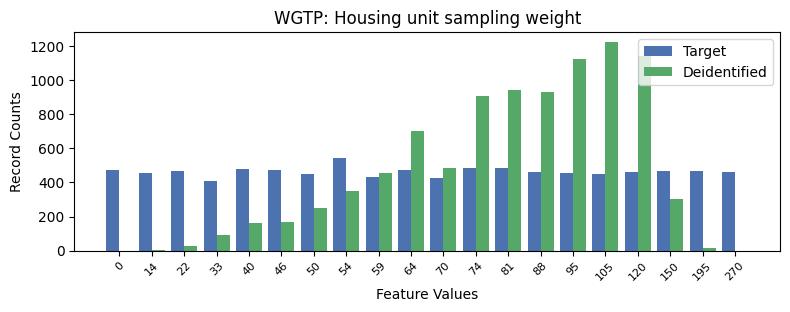 WGTP: Housing unit sampling weight
Target
Deidentified
Record Counts
1200
1000
800
600
400
200
0
0 14 22 33 40 46 50 54 59 64 70 74 81 88 95 105 120 150 195 270
Feature Values